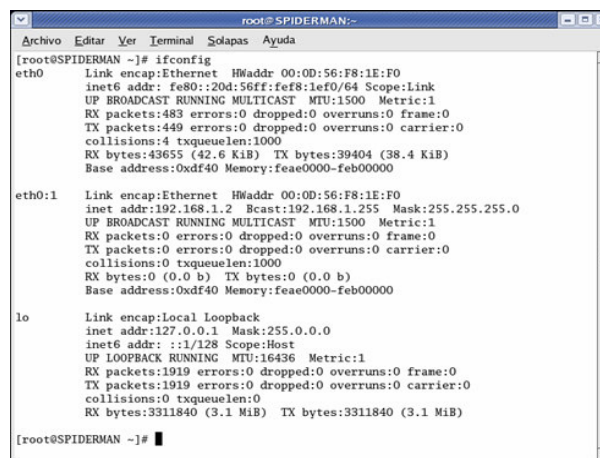 root@SPIDERMAN:~
Archivo Editar Ver Terminal Solapas Ayuda
[root@SPIDERMAN ~]# ifconfig
eth0 Link encap:Ethernet HWaddr 00:0D:56:F8:1E:F0
inet6 addr: fe80::20d:56ff:fef8:1ef0/64 Scope:Link
UP BROADCAST RUNNING MULTICAST MTU:1500 Metric:1
RX packets:483 errors:0 dropped:0 overruns:0 frame:0
TX packets:449 errors:0 dropped:0 overruns:0 carrier:0
collisions:4 txqueuelen:1000
RX bytes:43655 (42.6 KiB) TX bytes:39404 (38.4 KiB)
Base address:0xdf40 Memory:feae0000-feb00000
eth0:1 Link encap:Ethernet HWaddr 00:0D:56:F8:1E:F0
inet addr:192.168.1.2 Bcast:192.168.1.255 Mask:255.255.255.0
UP BROADCAST RUNNING MULTICAST MTU:1500 Metric:1
RX packets:0 errors:0 dropped:0 overruns:0 frame:0
TX packets:0 errors:0 dropped:0 overruns:0 carrier:0
collisions:0 txqueuelen:1000
RX bytes:0 (0.0 b) TX bytes:0 (0.0 b)
Base address:0xdf40 Memory:feae0000-feb00000
lo Link encap:Local Loopback
inet addr:127.0.0.1 Mask:255.0.0.0
inet6 addr: ::1/128 Scope:Host
UP LOOPBACK RUNNING MTU:16436 Metric:1
RX packets:1919 errors:0 dropped:0 overruns:0 frame:0
TX packets:1919 errors:0 dropped:0 overruns:0 carrier:0
collisions:0 txqueuelen:0
RX bytes:3311840 (3.1 MiB) TX bytes:3311840 (3.1 MiB)
[root@SPIDERMAN ~]#